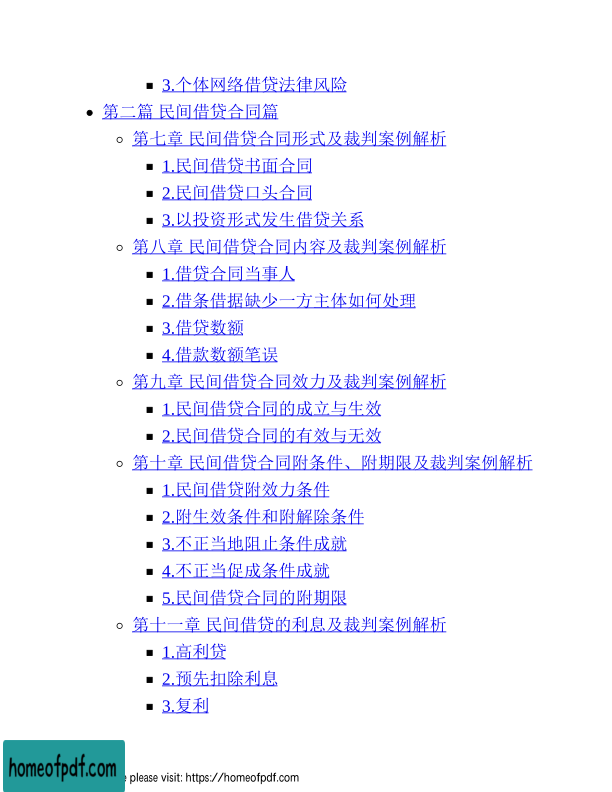 3.个体网络借贷法律风险
第二篇 民间借贷合同篇
第七章 民间借贷合同形式及裁判案例解析
1.民间借贷书面合同
2.民间借贷口头合同
3.以投资形式发生借贷关系
第八章 民间借贷合同内容及裁判案例解析
1.借贷合同当事人
2.借条借据缺少一方主体如何处理
3.借贷数额
4.借款数额笔误
第九章 民间借贷合同效力及裁判案例解析
1.民间借贷合同的成立与生效
2.民间借贷合同的有效与无效
第十章 民间借贷合同附条件、附期限及裁判案例解析
1.民间借贷附效力条件
2.附生效条件和附解除条件
3.不正当地阻止条件成就
4.不正当促成条件成就
5.民间借贷合同的附期限
第十一章 民间借贷的利息及裁判案例解析
1.高利贷
2.预先扣除利息
3.复利
homeofpdf.com
please visit: https://homeofpdf.com